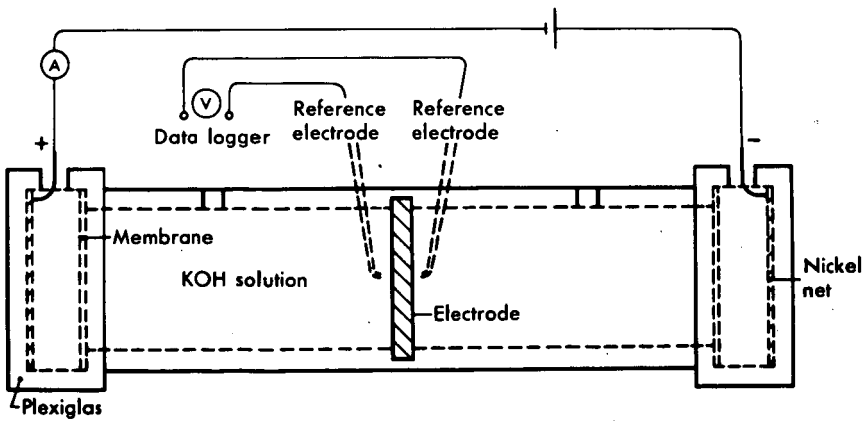 A
V
Data logger
Reference
electrode
Reference
electrode
+
-
Membrane
KOH solution
Electrode
Nickel
net
Plexiglas